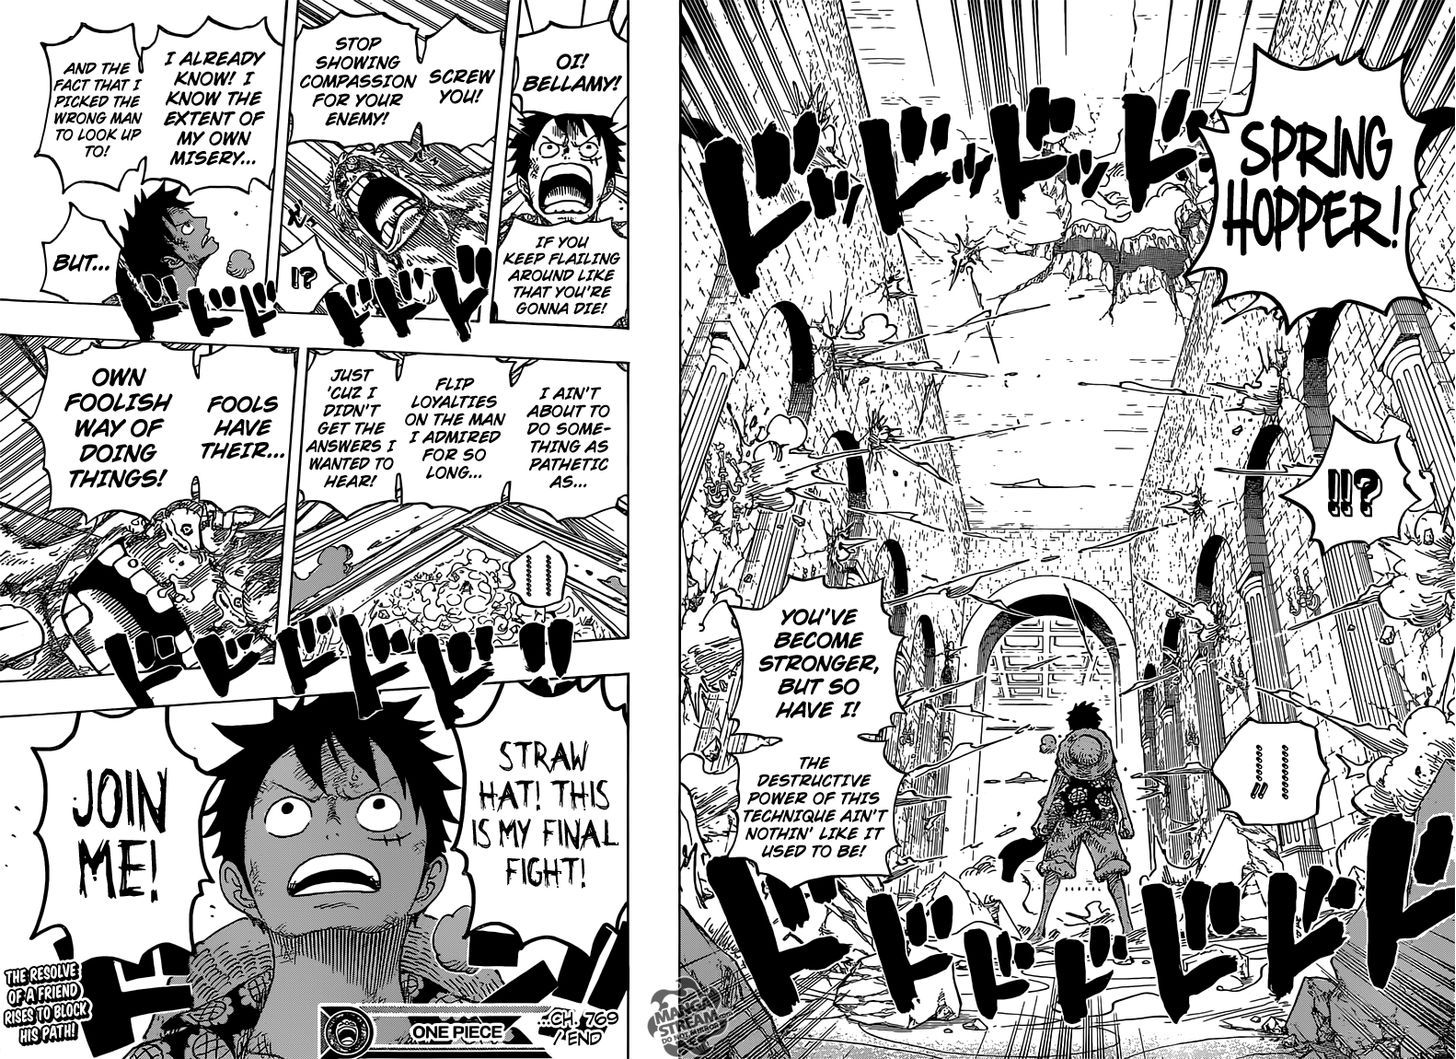 SPRING
HOPPER!
!!?
YOU'VE
BECOME
STRONGER,
BUT SO
HAVE I!
THE
DESTRUCTIVE
POWER OF THIS
TECHNIQUE AIN'T
NOTHIN' LIKE IT
USED TO BE!
ドドッドッドッド
ドドドドドドド
MANGA
STREAM
OI!
BELLAMY!
IF YOU
KEEP FLAILING
AROUND LIKE
THAT YOU'RE
GONNA DIE!
SCREW
YOU!
STOP
SHOWING
COMPASSION
FOR YOUR
ENEMY!
!?
I ALREADY
KNOW! I
KNOW THE
EXTENT OF
MY OWN
MISERY...
AND THE
FACT THAT I
PICKED THE
WRONG MAN
TO LOOK UP
TO!
BUT...
ドドドド
ドドド
I AIN'T
ABOUT TO
DO SOME-
THING AS
PATHETIC
AS...
FLIP
LOYALTIES
ON THE MAN
I ADMIRED
FOR SO
LONG...
JUST
'CUZ I
DIDN'T
GET THE
ANSWERS I
WANTED TO
HEAR!
FOOLS
HAVE
THEIR...
OWN
FOOLISH
WAY OF
DOING
THINGS!
ドドドドドド!!
STRAW
HAT! THIS
IS MY FINAL
FIGHT!
JOIN
ME!
THE RESOLVE
OF A FRIEND
RISES TO BLOCK
HIS PATH!
ONE PIECE
...CH. 769
/ END